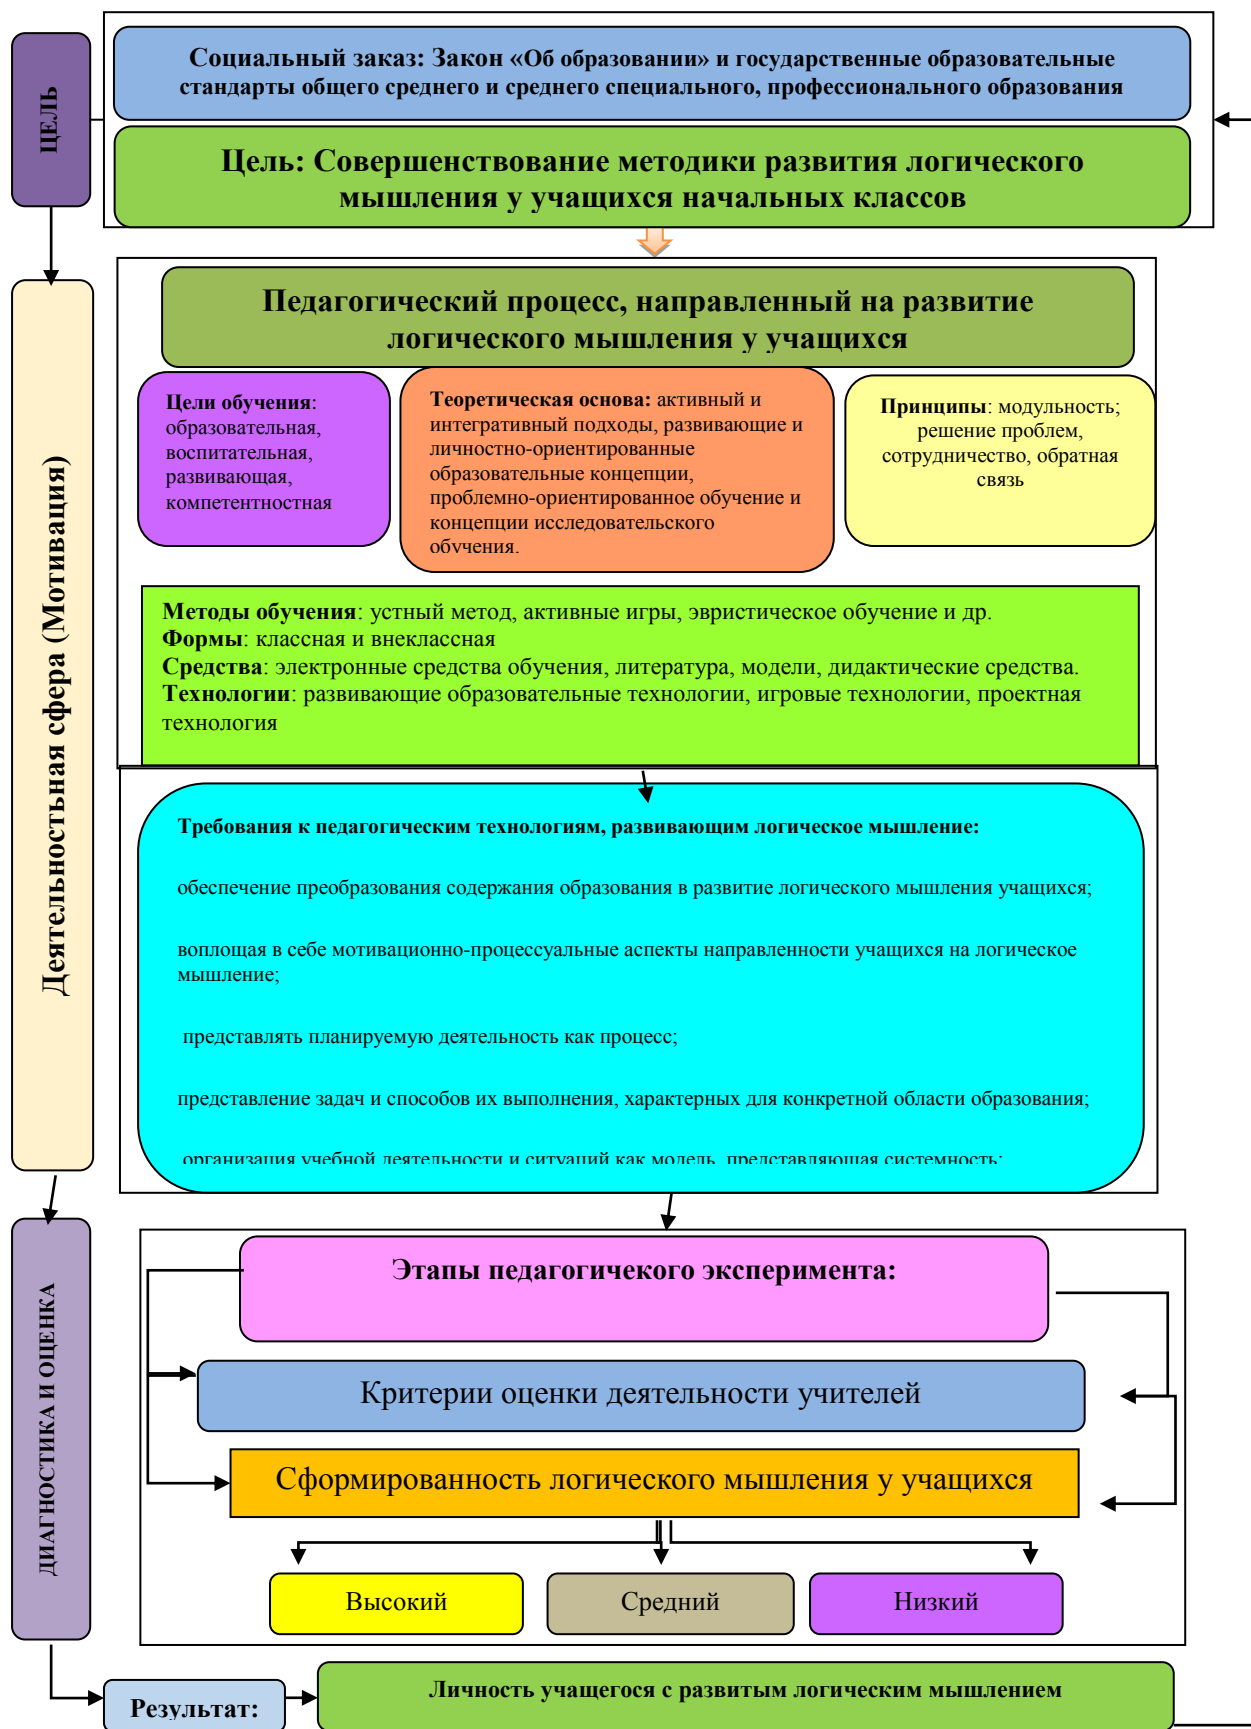 ЦЕЛЬ
Социальный заказ: Закон «Об образовании» и государственные образовательные
стандарты общего среднего и среднего специального, профессионального образования
Цель: Совершенствование методики развития логического
мышления у учащихся начальных классов
Деятельностьная сфера (Мотивация)
Педагогический процесс, направленный на развитие
логического мышления у учащихся
Цели обучения:
образовательная,
воспитательная,
развивающая,
компетентностная
Теоретическая основа: активный и
интегративный подходы, развивающие и
личностно-ориентированные
образовательные концепции,
проблемно-ориентированное обучение и
концепции исследовательского
обучения.
Принципы: модульность;
решение проблем,
сотрудничество, обратная
связь
Методы обучения: устный метод, активные игры, эвристическое обучение и др.
Формы: классная и внеклассная
Средства: электронные средства обучения, литература, модели, дидактические средства.
Технологии: развивающие образовательные технологии, игровые технологии, проектная
технология
Требования к педагогическим технологиям, развивающим логическое мышление:
обеспечение преобразования содержания образования в развитие логического мышления учащихся;
воплощая в себе мотивационно-процессуальные аспекты направленности учащихся на логическое
мышление;
представлять планируемую деятельность как процесс;
представление задач и способов их выполнения, характерных для конкретной области образования;
организация учебной деятельности и ситуаций как модель, представляющая системность;
ДИАГНОСТИКА И ОЦЕНКА
Этапы педагогичекого эксперимента:
Критерии оценки деятельности учителей
Сформированность логического мышления у учащихся
Высокий
Средний
Низкий
Результат:
Личность учащегося с развитым логическим мышлением